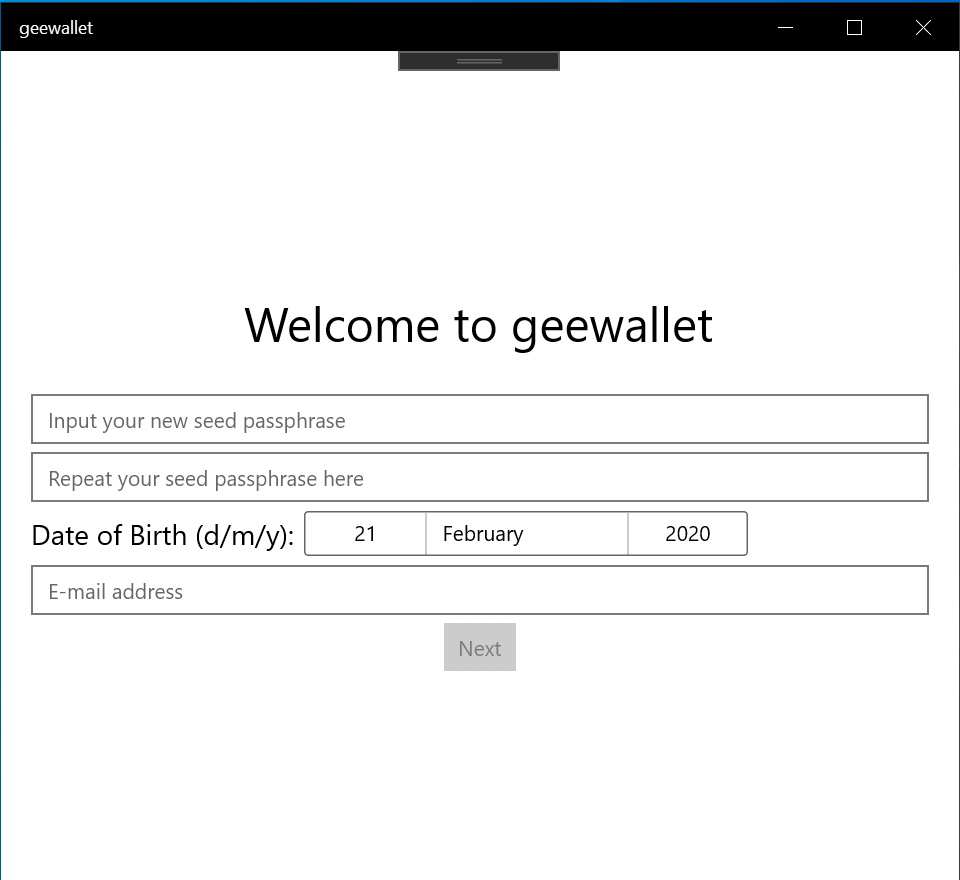 geewallet
Welcome to geewallet
Input your new seed passphrase
Repeat your seed passphrase here
Date of Birth (d/m/y): 21 February 2020
E-mail address
Next